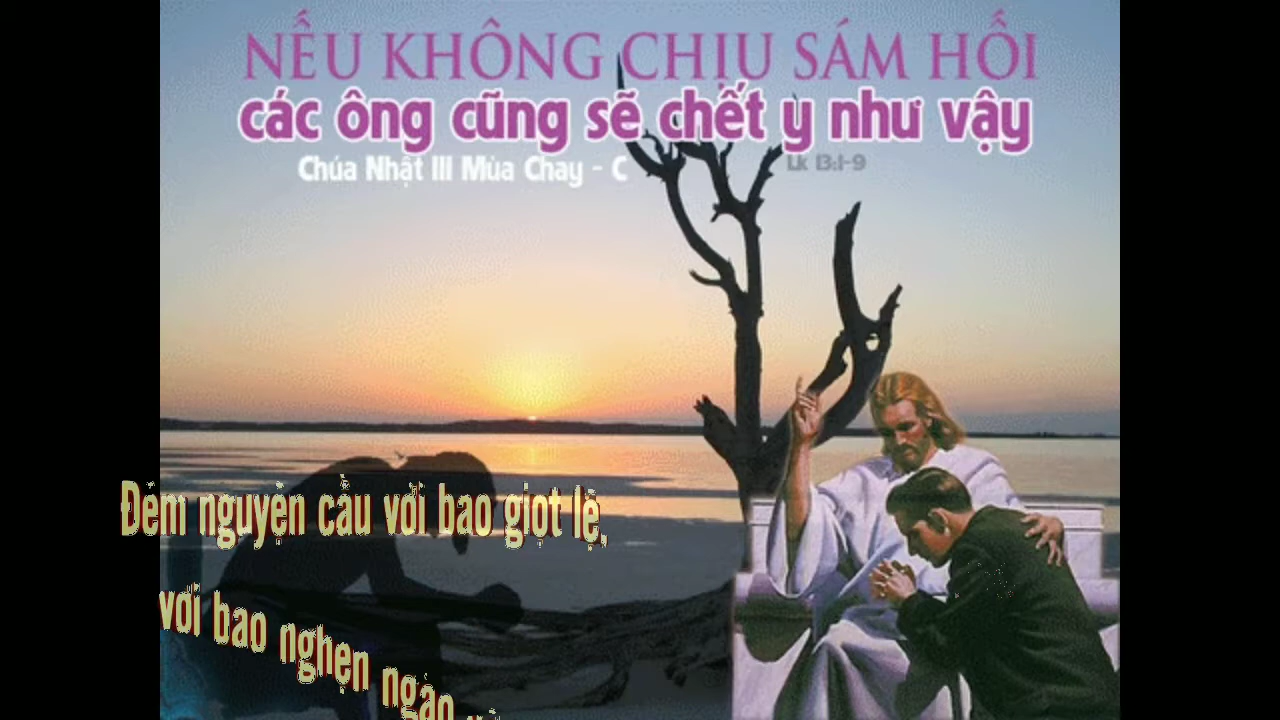 NẾU KHÔNG CHỊU SÁM HỐI
các ông cũng sẽ chết y như vậy
Chúa Nhật III Mùa Chay - C
Lk 13:1-9
Đêm nguyện cầu với bao giọt lệ,
với bao nghẹn ngào